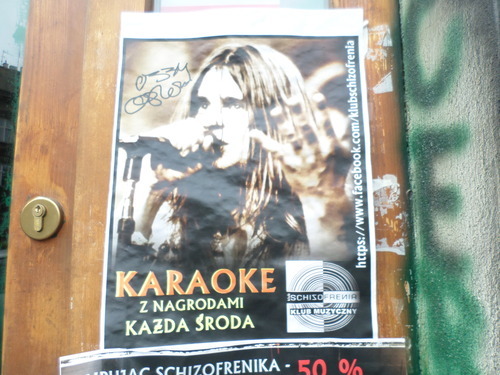 https://www.facebook.com/klubschizofrenia
KARAOKE
Z NAGRODAMI
KAŻDA ŚRODA
SCHIZOFRENIA
KLUB MUZYCZNY
SCHIZOFRENIKA - 50 %